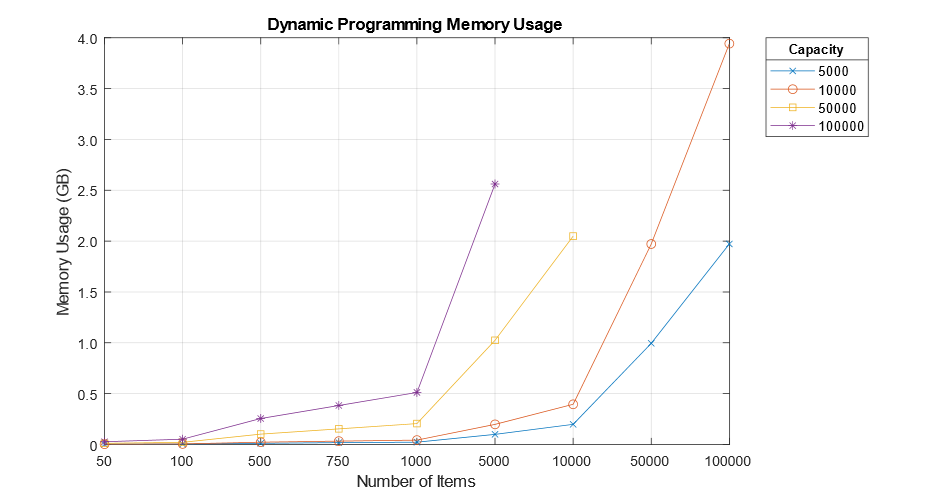 Dynamic Programming Memory Usage
4.0
3.5
3.0
2.5
2.0
1.5
1.0
0.5
0
Memory Usage (GB)
50 100 500 750 1000 5000 10000 50000 100000
Number of Items
Capacity
5000
10000
50000
100000